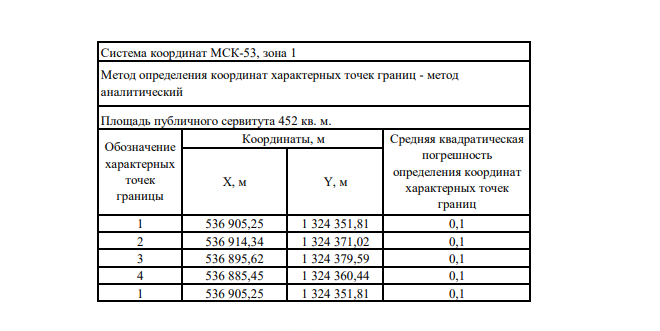 Система координат МСК-53, зона 1
Метод определения координат характерных точек границ - метод
аналитический
Площадь публичного сервитута 452 кв. м.
Обозначение
характерных
точек
границы
Координаты, м
Средняя квадратическая
погрешность
определения координат
характерных точек
границ
X, м
Y, м
1 536 905,25 1 324 351,81 0,1
2 536 914,34 1 324 371,02 0,1
3 536 895,62 1 324 379,59 0,1
4 536 885,45 1 324 360,44 0,1
1 536 905,25 1 324 351,81 0,1